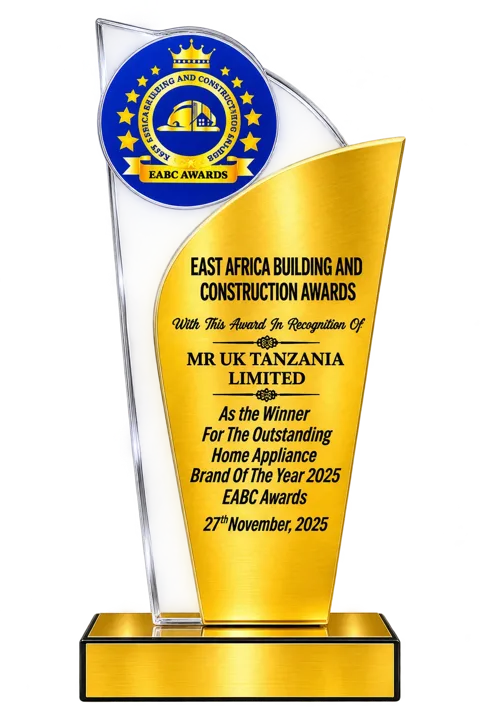 AND
EABC AWARDS
EAST AFRICA BUILDING AND
CONSTRUCTION AWARDS
With This Award In Recognition Of
MR UK TANZANIA
LIMITED
As the Winner
For The Outstanding
Home Appliance
Brand Of The Year 2025
EABC Awards
27th November, 2025